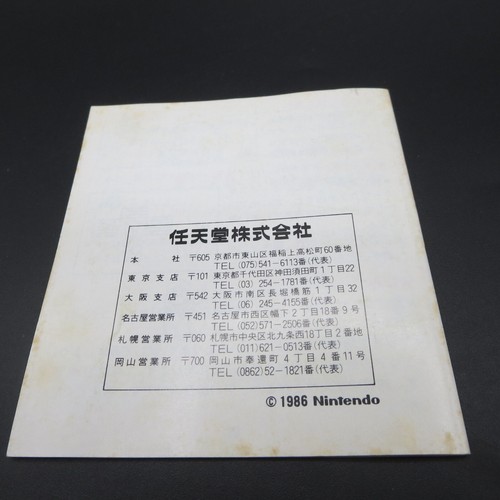 任天堂株式会社
本　　社 〒605 京都市東山区福稲上高松町60番地
TEL (075)541-6113番(代表)
東京支店 〒101 東京都千代田区神田須田町1丁目22
TEL (03) 254-1781番(代表)
大阪支店 〒542 大阪市南区長堀橋筋1丁目32
TEL (06) 245-4155番(代表)
名古屋営業所 〒451 名古屋市西区幅下2丁目18番9号
TEL (052)571-2506番(代表)
札幌営業所 〒060 札幌市中央区北九条西18丁目2番地
TEL (011)621-0513番(代表)
岡山営業所 〒700 岡山市奉還町4丁目4番11号
TEL (0862)52-1821番(代表)
© 1986 Nintendo